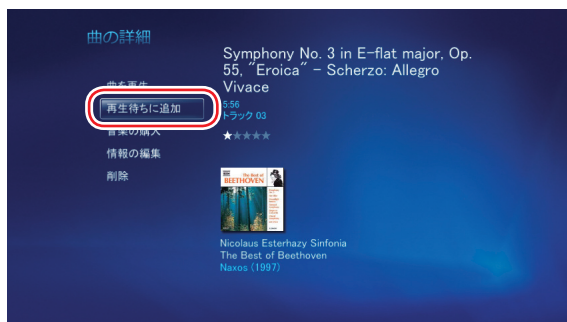 曲の詳細
曲を再生
再生待ちに追加
音楽の購入
情報の編集
削除
Symphony No. 3 in E-flat major, Op.
55, "Eroica" - Scherzo: Allegro
Vivace
5:56
トラック 03
The Best of
BEETHOVEN
Nicolaus Esterhazy Sinfonia
The Best of Beethoven
Naxos (1997)